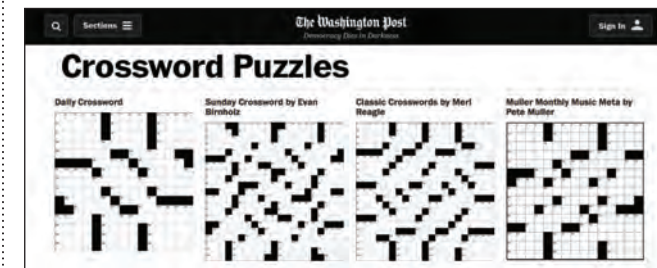 Sections
The Washington Post
Democracy Dies in Darkness
Sign In
Crossword Puzzles
Daily Crossword
Sunday Crossword by Evan
Birnholz
Classic Crosswords by Merl
Reagle
Muller Monthly Music Meta by
Pete Muller